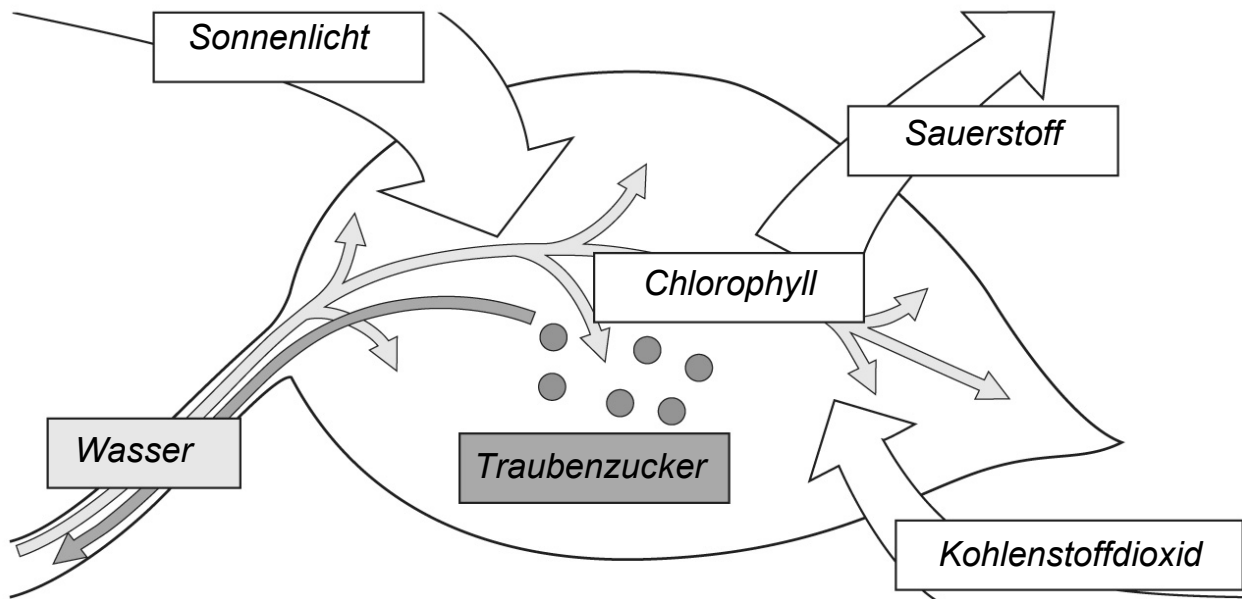 Sonnenlicht
Sauerstoff
Chlorophyll
Wasser
Traubenzucker
Kohlenstoffdioxid